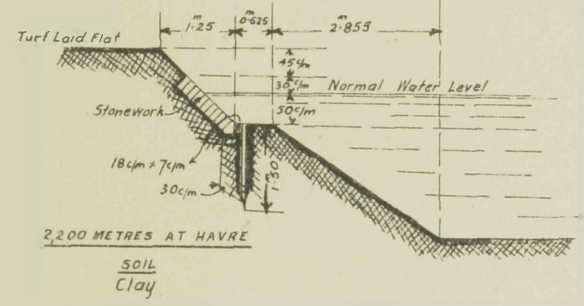 m m m
1·25 0·625 2·855
Turf Laid Flat
45c/m
30c/m Normal Water Level
50c/m
Stonework
18c/m × 7c/m
30c/m
m
1·50
2,200 METRES AT HAVRE
SOIL
Clay